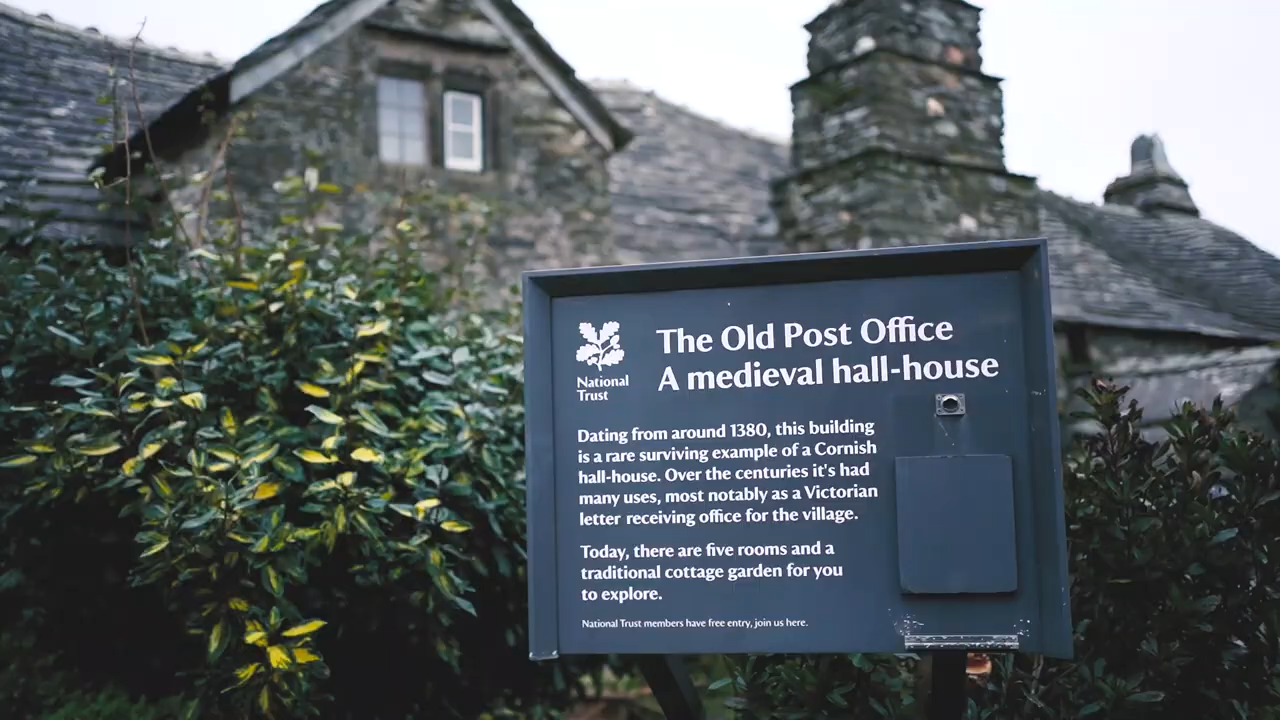 National
Trust
The Old Post Office
A medieval hall-house
Dating from around 1380, this building
is a rare surviving example of a Cornish
hall-house. Over the centuries it's had
many uses, most notably as a Victorian
letter receiving office for the village.
Today, there are five rooms and a
traditional cottage garden for you
to explore.
National Trust members have free entry, join us here.